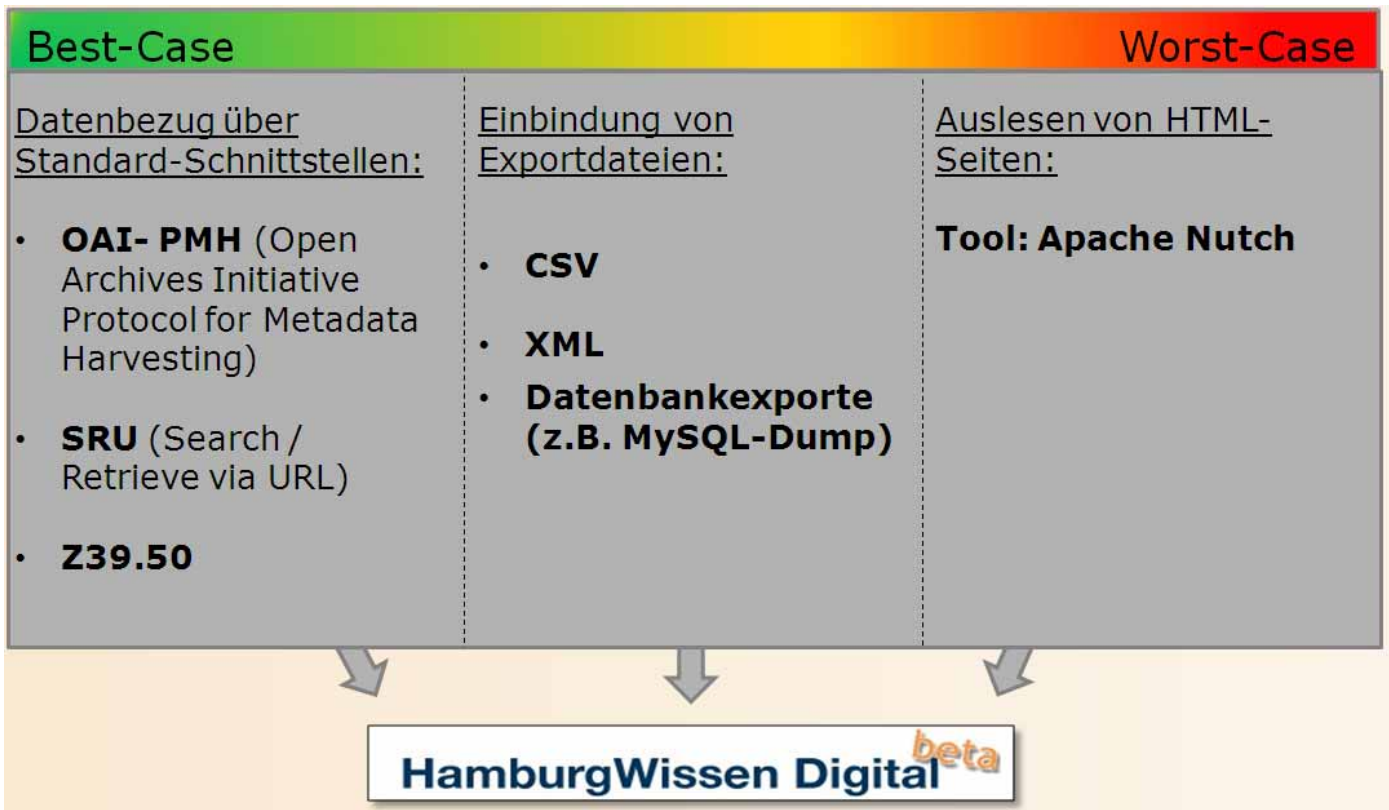 Best-Case
Worst-Case
Datenbezug über
Standard-Schnittstellen:
• OAI- PMH (Open
Archives Initiative
Protocol for Metadata
Harvesting)
• SRU (Search /
Retrieve via URL)
• Z39.50
Einbindung von
Exportdateien:
• CSV
• XML
• Datenbankexporte
(z.B. MySQL-Dump)
Auslesen von HTML-
Seiten:
Tool: Apache Nutch
HamburgWissen Digital beta